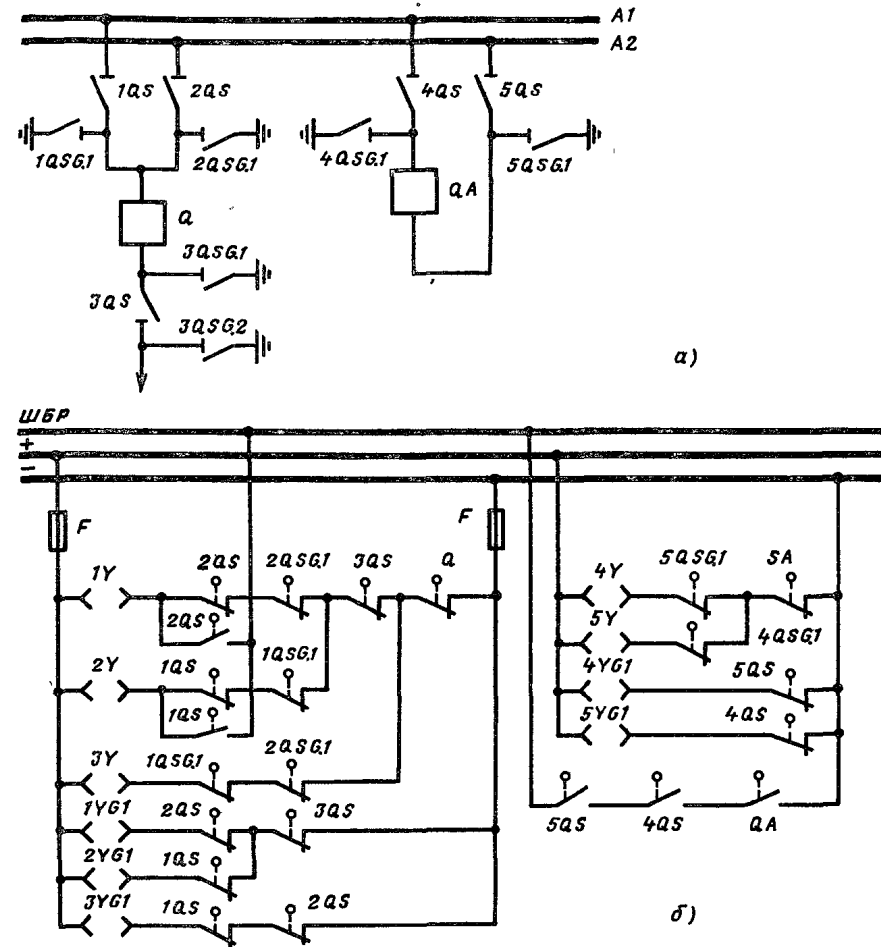 А1
А2
1QS 2QS 4QS 5QS
1QSG.1 2QSG.1 4QSG.1 5QSG.1
Q QA
3QSG.1
3QS
3QSG.2
а)
ШБР
+
−
F F
1Y 2QS 2QSG.1 3QS Q 4Y 5QSG.1 SA
2QS 5Y 4QSG.1
2Y 1QS 1QSG.1 4YG1 5QS
1QS 5YG1 4QS
3Y 1QSG.1 2QSG.1
1YG1 2QS 3QS
5QS 4QS QA
2YG1 1QS
3YG1 1QS 2QS
б)